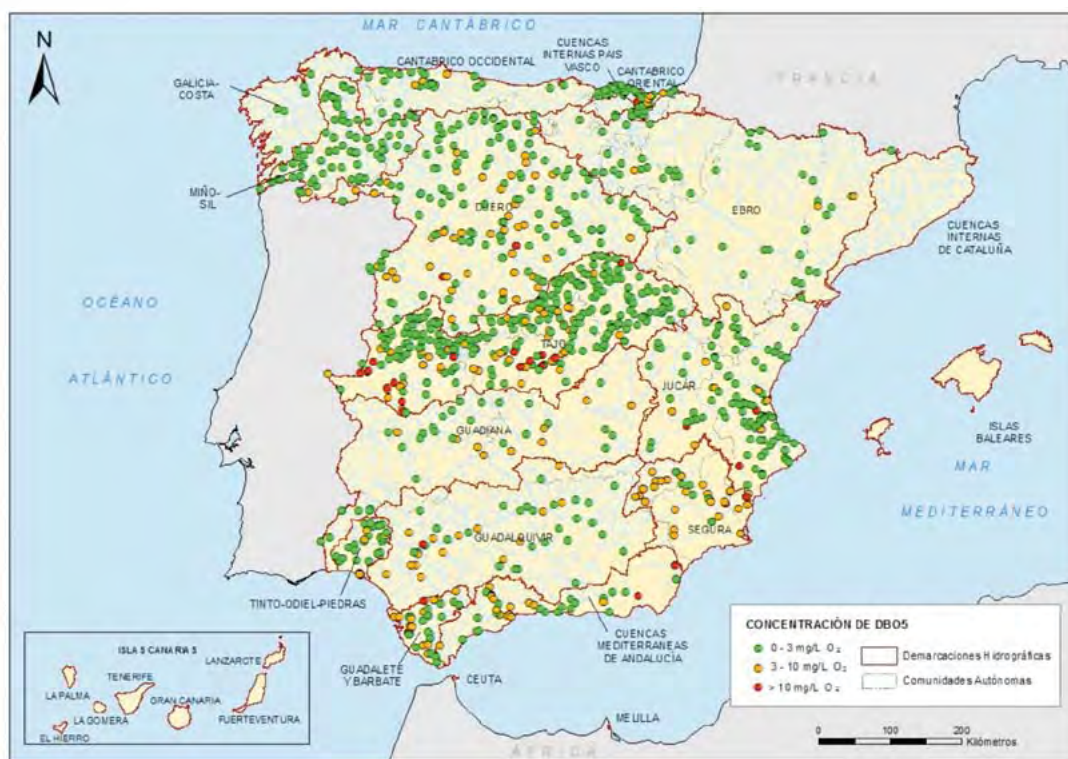 MAR CANTÁBRICO
N
CANTÁBRICO OCCIDENTAL
CUENCAS
INTERNAS PAIS
VASCO
CANTÁBRICO
ORIENTAL
FRANCIA
GALICIA-
COSTA
MIÑO-
SIL
DUERO
EBRO
CUENCAS
INTERNAS
DE CATALUÑA
OCÉANO
ATLÁNTICO
TAJO
JUCAR
GUADIANA
ISLAS
BALEARES
MAR
MEDITERRÁNEO
SEGURA
GUADALQUIVIR
TINTO-ODIEL-PIEDRAS
CUENCAS
MEDITERRANEAS
DE ANDALUCÍA
GUADALETE
Y BARBATE
CEUTA
MELILLA
ÁFRICA
ISLAS CANARIAS
LANZAROTE
TENERIFE
LA PALMA
GRAN CANARIA
LA GOMERA
FUERTEVENTURA
EL HIERRO
CONCENTRACIÓN DE DBO5
0 - 3 mg/L O₂
3 - 10 mg/L O₂
> 10 mg/L O₂
Demarcaciones Hidrográficas
Comunidades Autónomas
0 100 200
Kilómetros